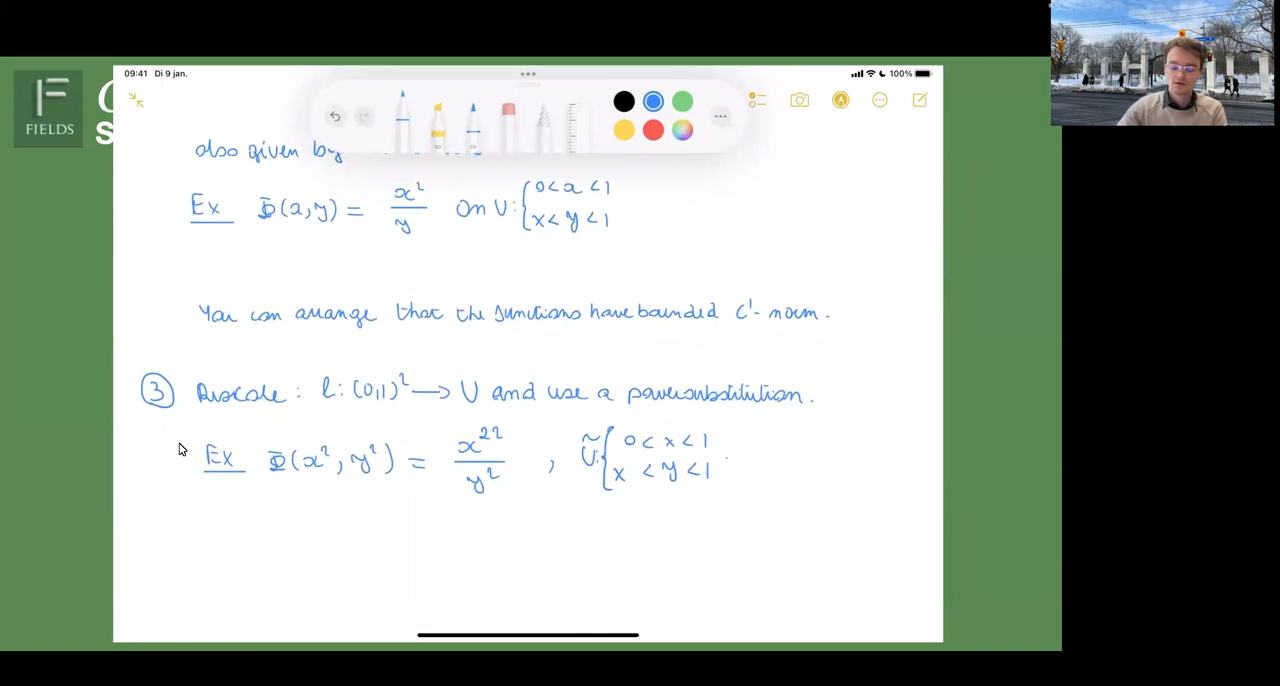 09:41 Di 9 jan.
100%
FIELDS
also given by
Ex Φ(x,y) = x²/y on U: { 0 < x < 1
x < y < 1
You can arrange that the functions have bounded C¹-norm.
③ Rescale: l: (0,1)² → U and use a powersubstitution.
Ex Φ(x², y²) = x²²/y² , Ũ: { 0 < x < 1
x < y < 1